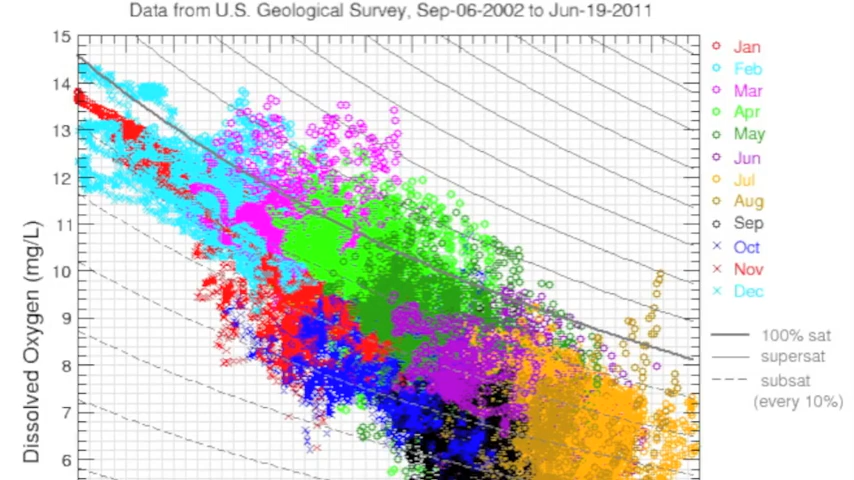 Data from U.S. Geological Survey, Sep-06-2002 to Jun-19-2011
15
14
13
12
11
10
9
8
7
6
Dissolved Oxygen (mg/L)
Jan
Feb
Mar
Apr
May
Jun
Jul
Aug
Sep
Oct
Nov
Dec
100% sat
supersat
subsat
(every 10%)